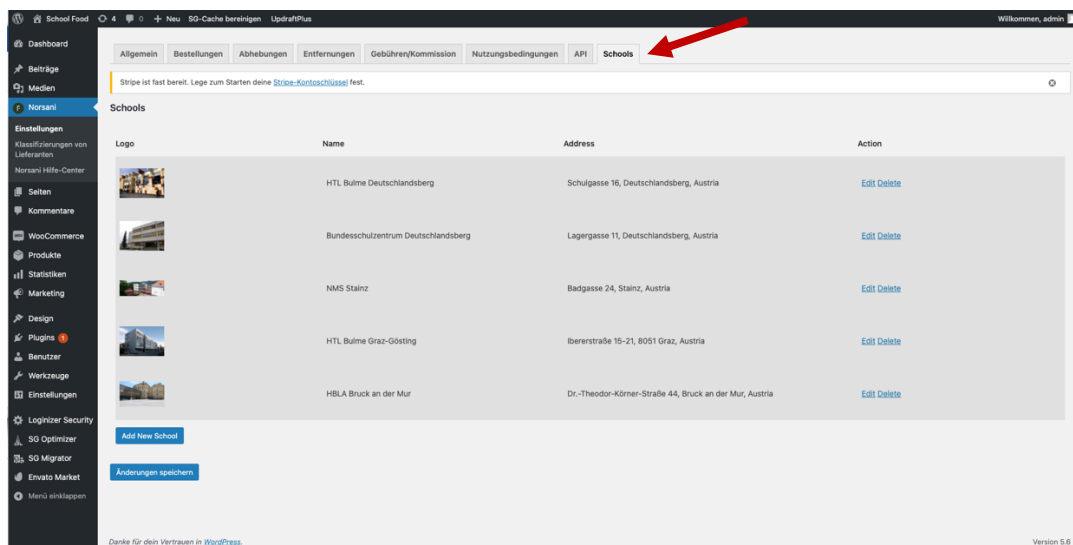 School Food 4 0 + Neu SG-Cache bereinigen UpdraftPlus Willkommen, admin
Dashboard
Beiträge
Medien
Norsani
Einstellungen
Klassifizierungen von
Lieferanten
Norsani Hilfe-Center
Seiten
Kommentare
WooCommerce
Produkte
Statistiken
Marketing
Design
Plugins 1
Benutzer
Werkzeuge
Einstellungen
Loginizer Security
SG Optimizer
SG Migrator
Envato Market
Menü einklappen
Allgemein Bestellungen Abhebungen Entfernungen Gebühren/Kommission Nutzungsbedingungen API Schools
Stripe ist fast bereit. Lege zum Starten deine Stripe-Kontoschlüssel fest.
Schools
Logo Name Address Action
HTL Bulme Deutschlandsberg Schulgasse 16, Deutschlandsberg, Austria Edit Delete
Bundesschulzentrum Deutschlandsberg Lagergasse 11, Deutschlandsberg, Austria Edit Delete
NMS Stainz Badgasse 24, Stainz, Austria Edit Delete
HTL Bulme Graz-Gösting Ibererstraße 15-21, 8051 Graz, Austria Edit Delete
HBLA Bruck an der Mur Dr.-Theodor-Körner-Straße 44, Bruck an der Mur, Austria Edit Delete
Add New School
Änderungen speichern
Danke für dein Vertrauen in WordPress. Version 5.6